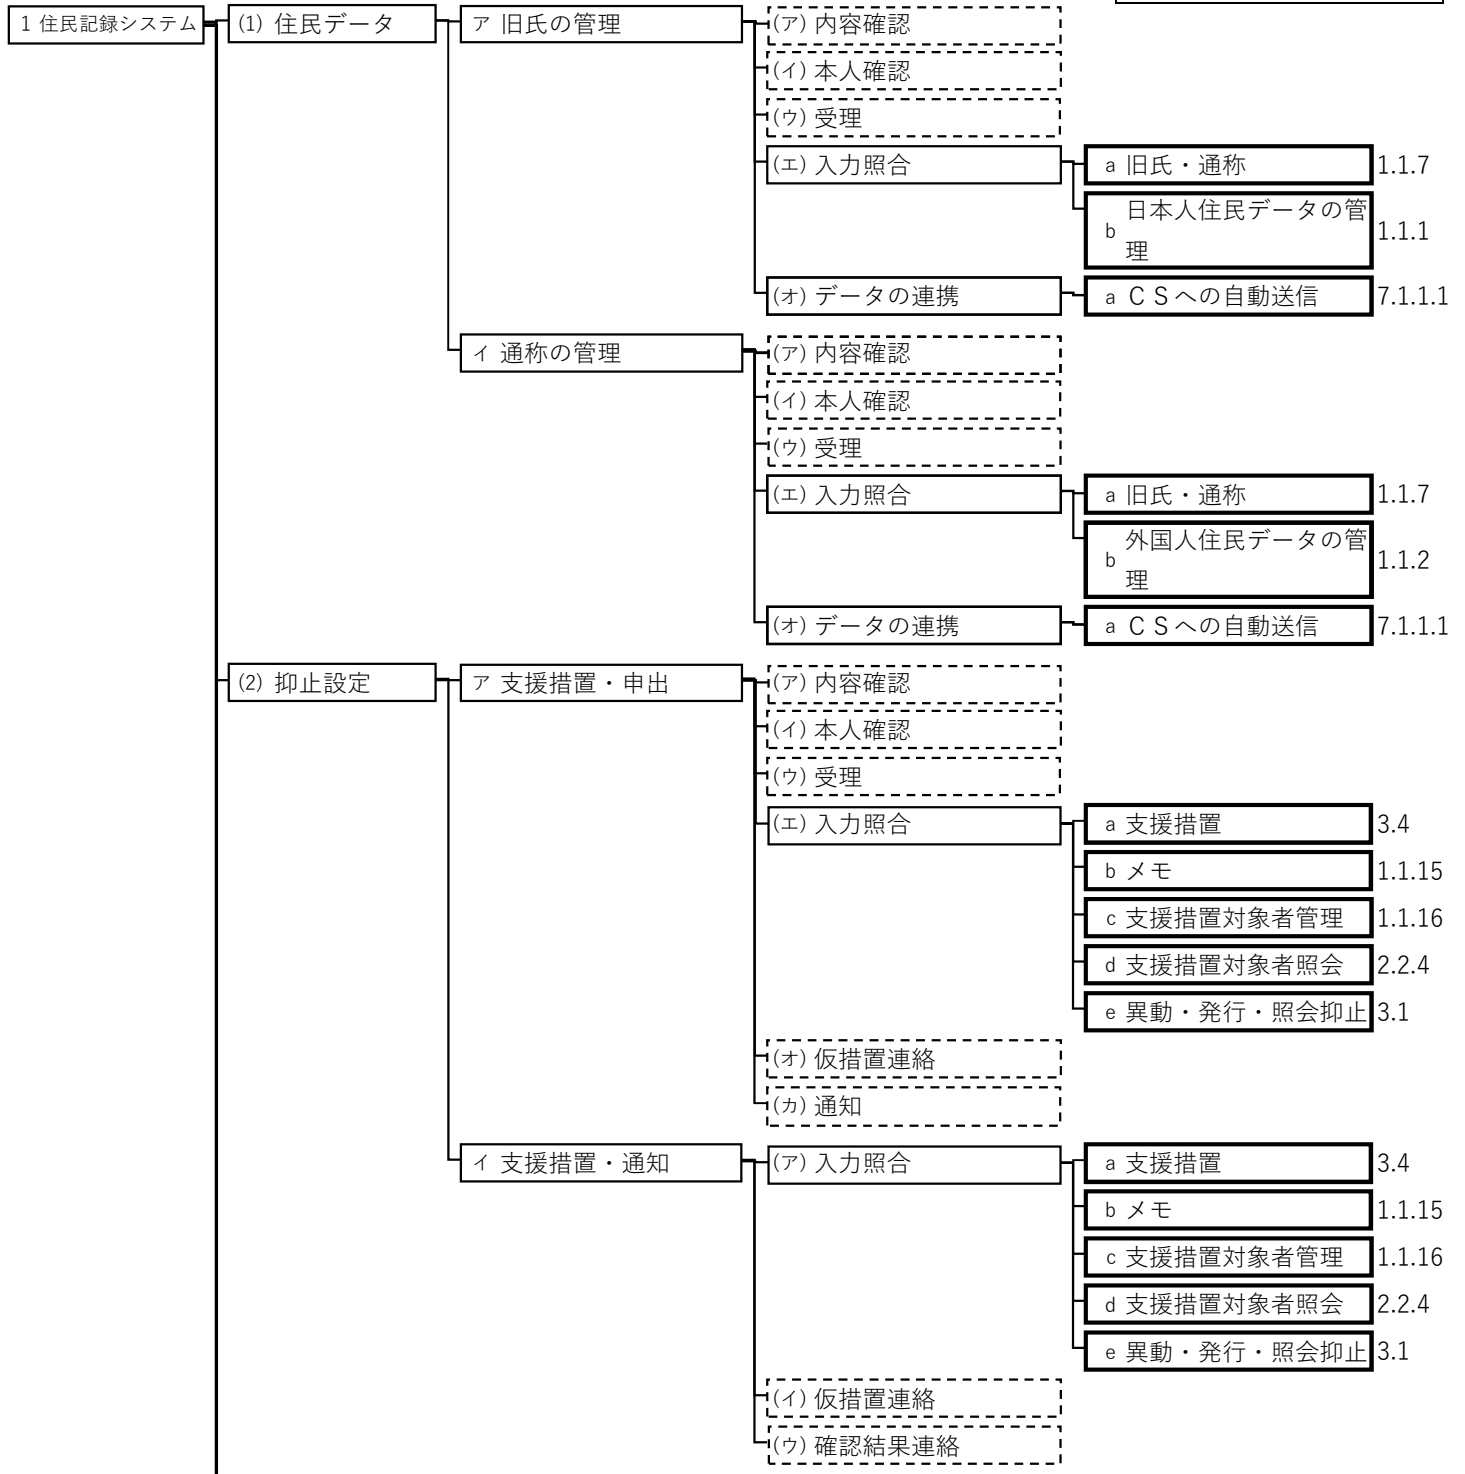 1 住民記録システム
(1) 住民データ
ア 旧氏の管理
(ア) 内容確認
(イ) 本人確認
(ウ) 受理
(エ) 入力照合
a 旧氏・通称
1.1.7
b 日本人住民データの管
理
1.1.1
(オ) データの連携
a ＣＳへの自動送信
7.1.1.1
イ 通称の管理
(ア) 内容確認
(イ) 本人確認
(ウ) 受理
(エ) 入力照合
a 旧氏・通称
1.1.7
b 外国人住民データの管
理
1.1.2
(オ) データの連携
a ＣＳへの自動送信
7.1.1.1
(2) 抑止設定
ア 支援措置・申出
(ア) 内容確認
(イ) 本人確認
(ウ) 受理
(エ) 入力照合
a 支援措置
3.4
b メモ
1.1.15
c 支援措置対象者管理
1.1.16
d 支援措置対象者照会
2.2.4
e 異動・発行・照会抑止
3.1
(オ) 仮措置連絡
(カ) 通知
イ 支援措置・通知
(ア) 入力照合
a 支援措置
3.4
b メモ
1.1.15
c 支援措置対象者管理
1.1.16
d 支援措置対象者照会
2.2.4
e 異動・発行・照会抑止
3.1
(イ) 仮措置連絡
(ウ) 確認結果連絡